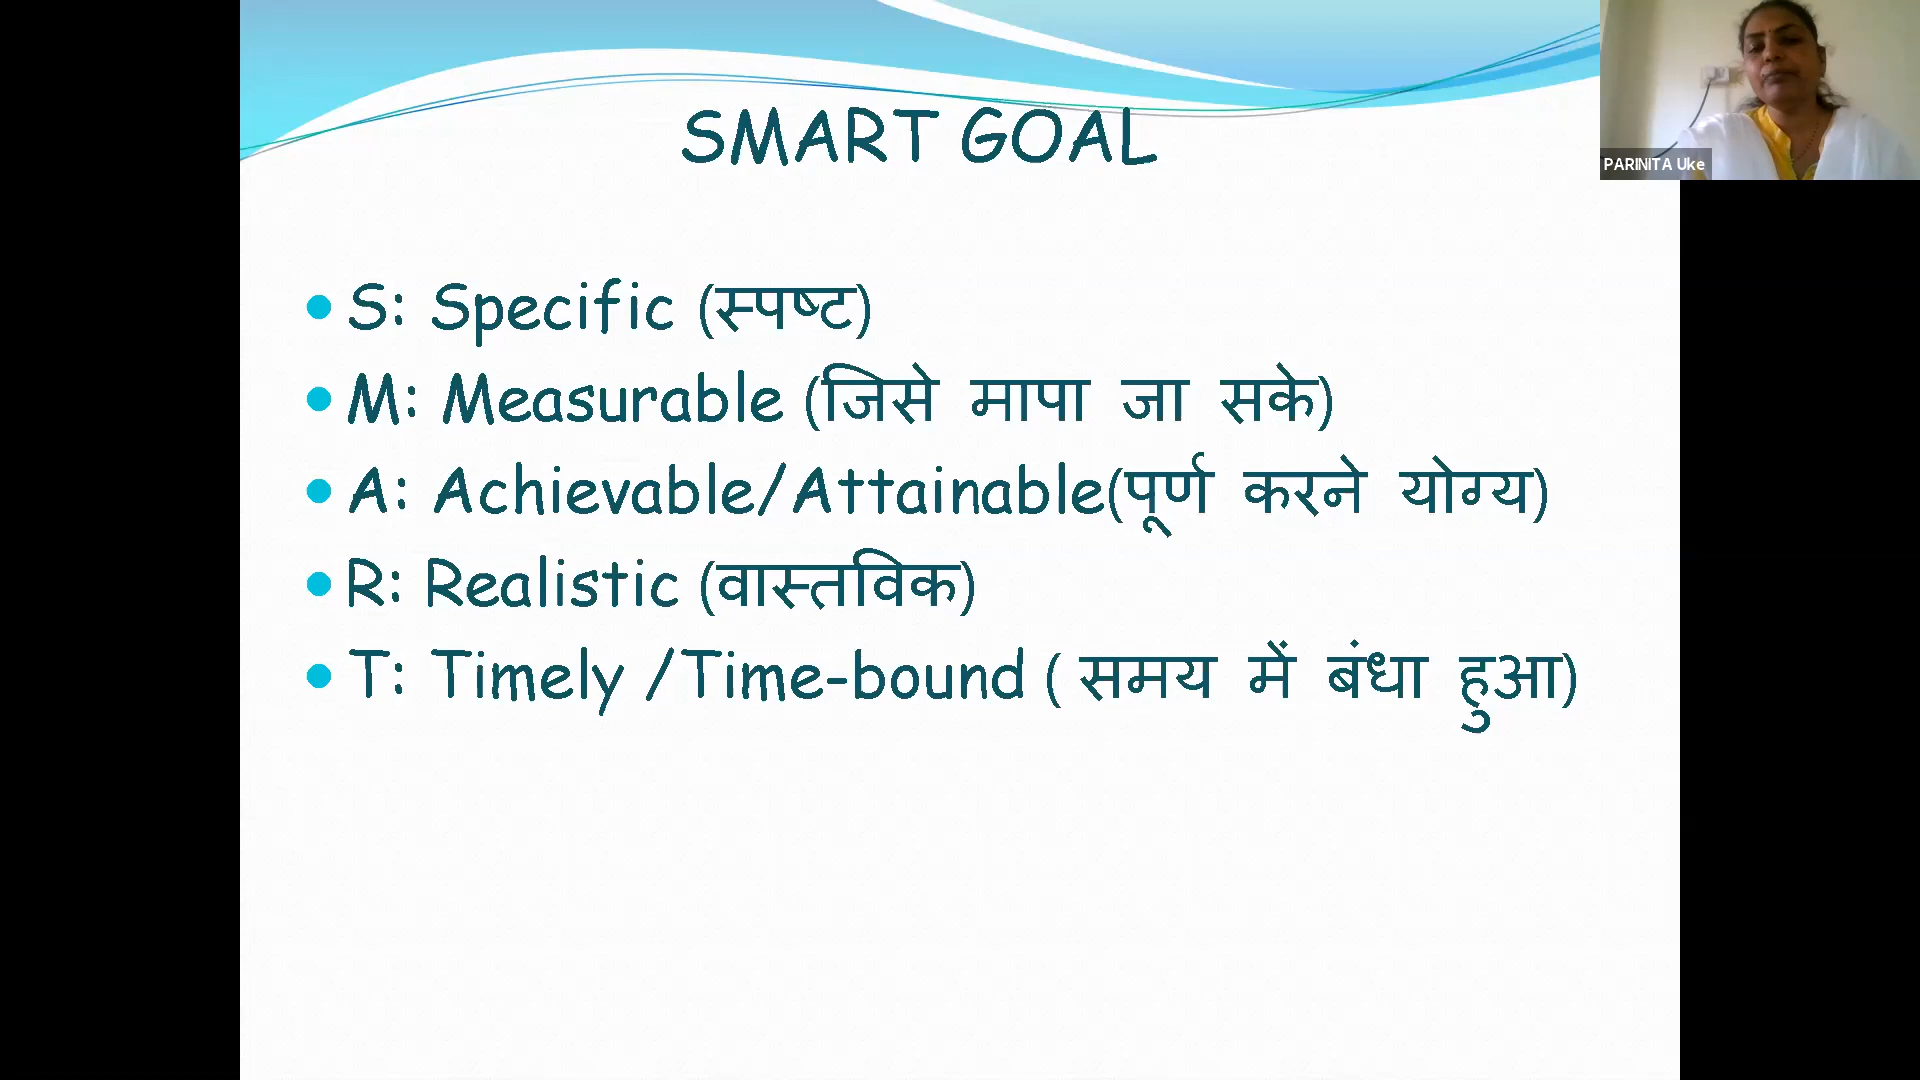 SMART GOAL
PARINITA Uke
S: Specific (स्पष्ट)
M: Measurable (जिसे मापा जा सके)
A: Achievable/Attainable(पूर्ण करने योग्य)
R: Realistic (वास्तविक)
T: Timely /Time-bound ( समय में बंधा हुआ)